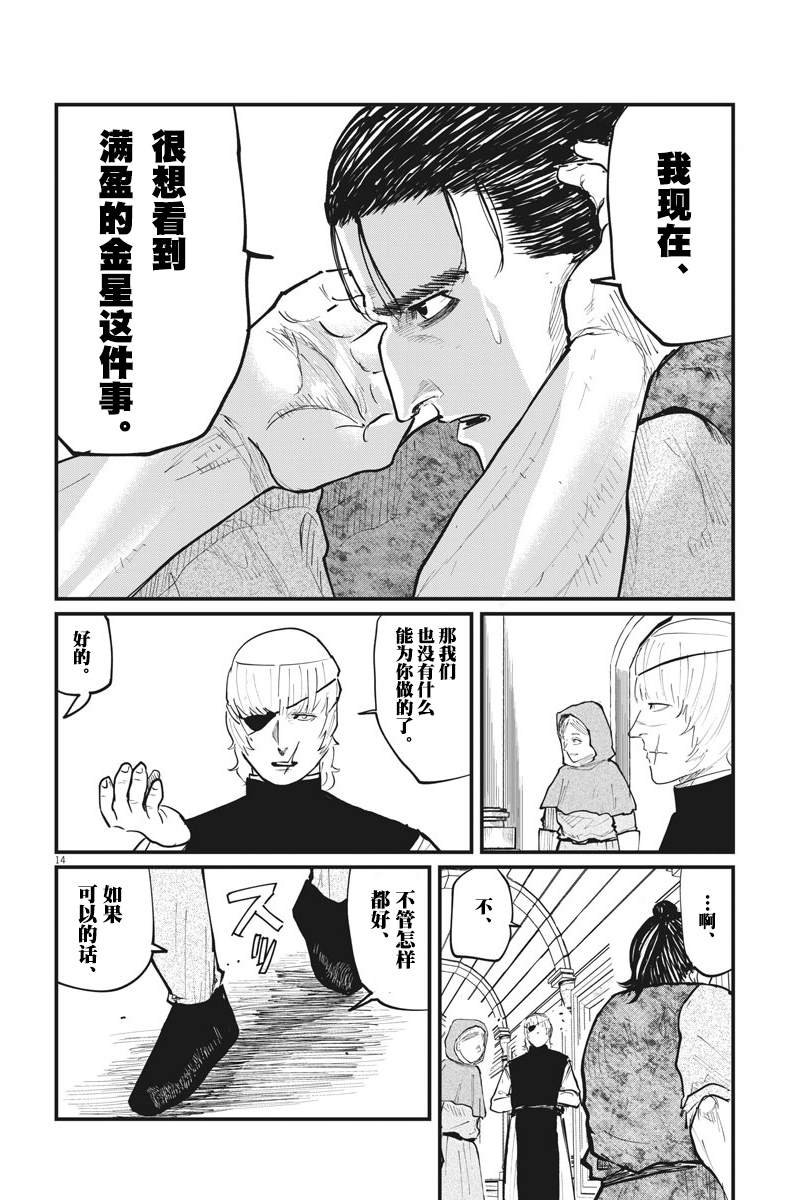 我现在、
很想看到
满盈的金星这件事。
那我们
也没有什么
能为你做的了。
好的。
14
…啊、
不、
不管怎样
都好、
スッ
如果
可以的话、